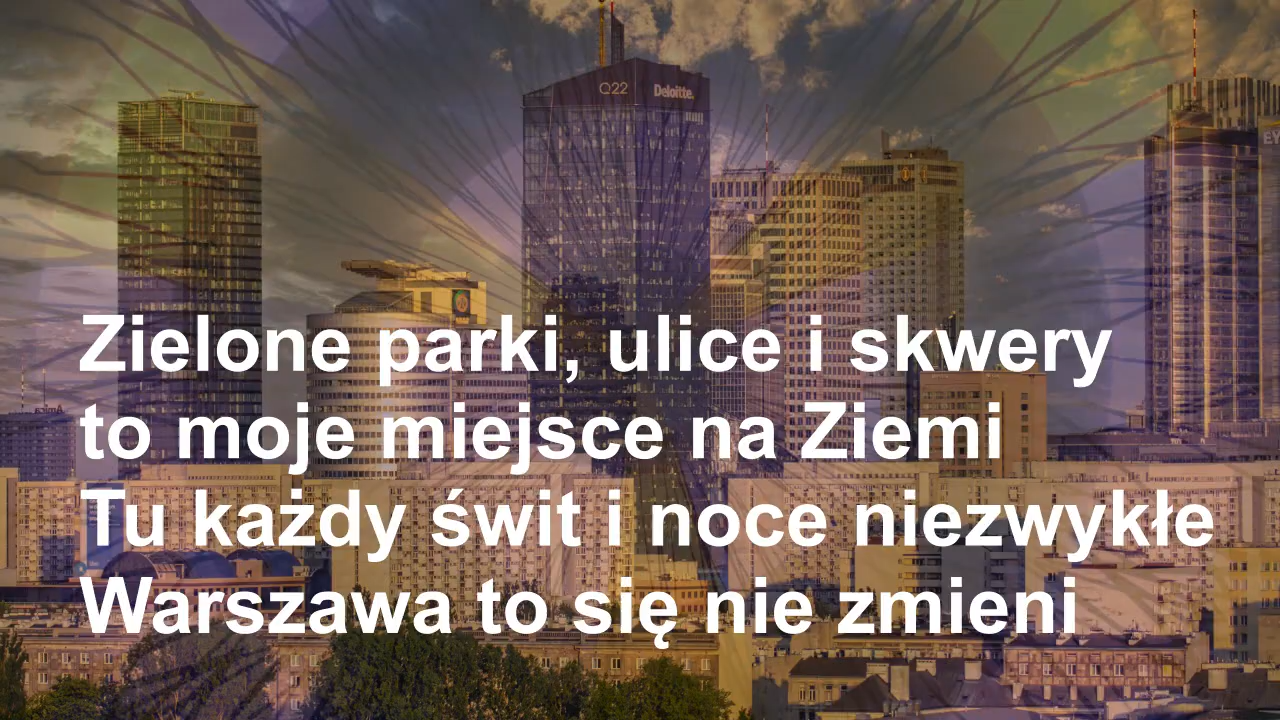 Q22
Deloitte.
EY
Zielone parki, ulice i skwery
to moje miejsce na Ziemi
Tu każdy świt i noce niezwykłe
Warszawa to się nie zmieni